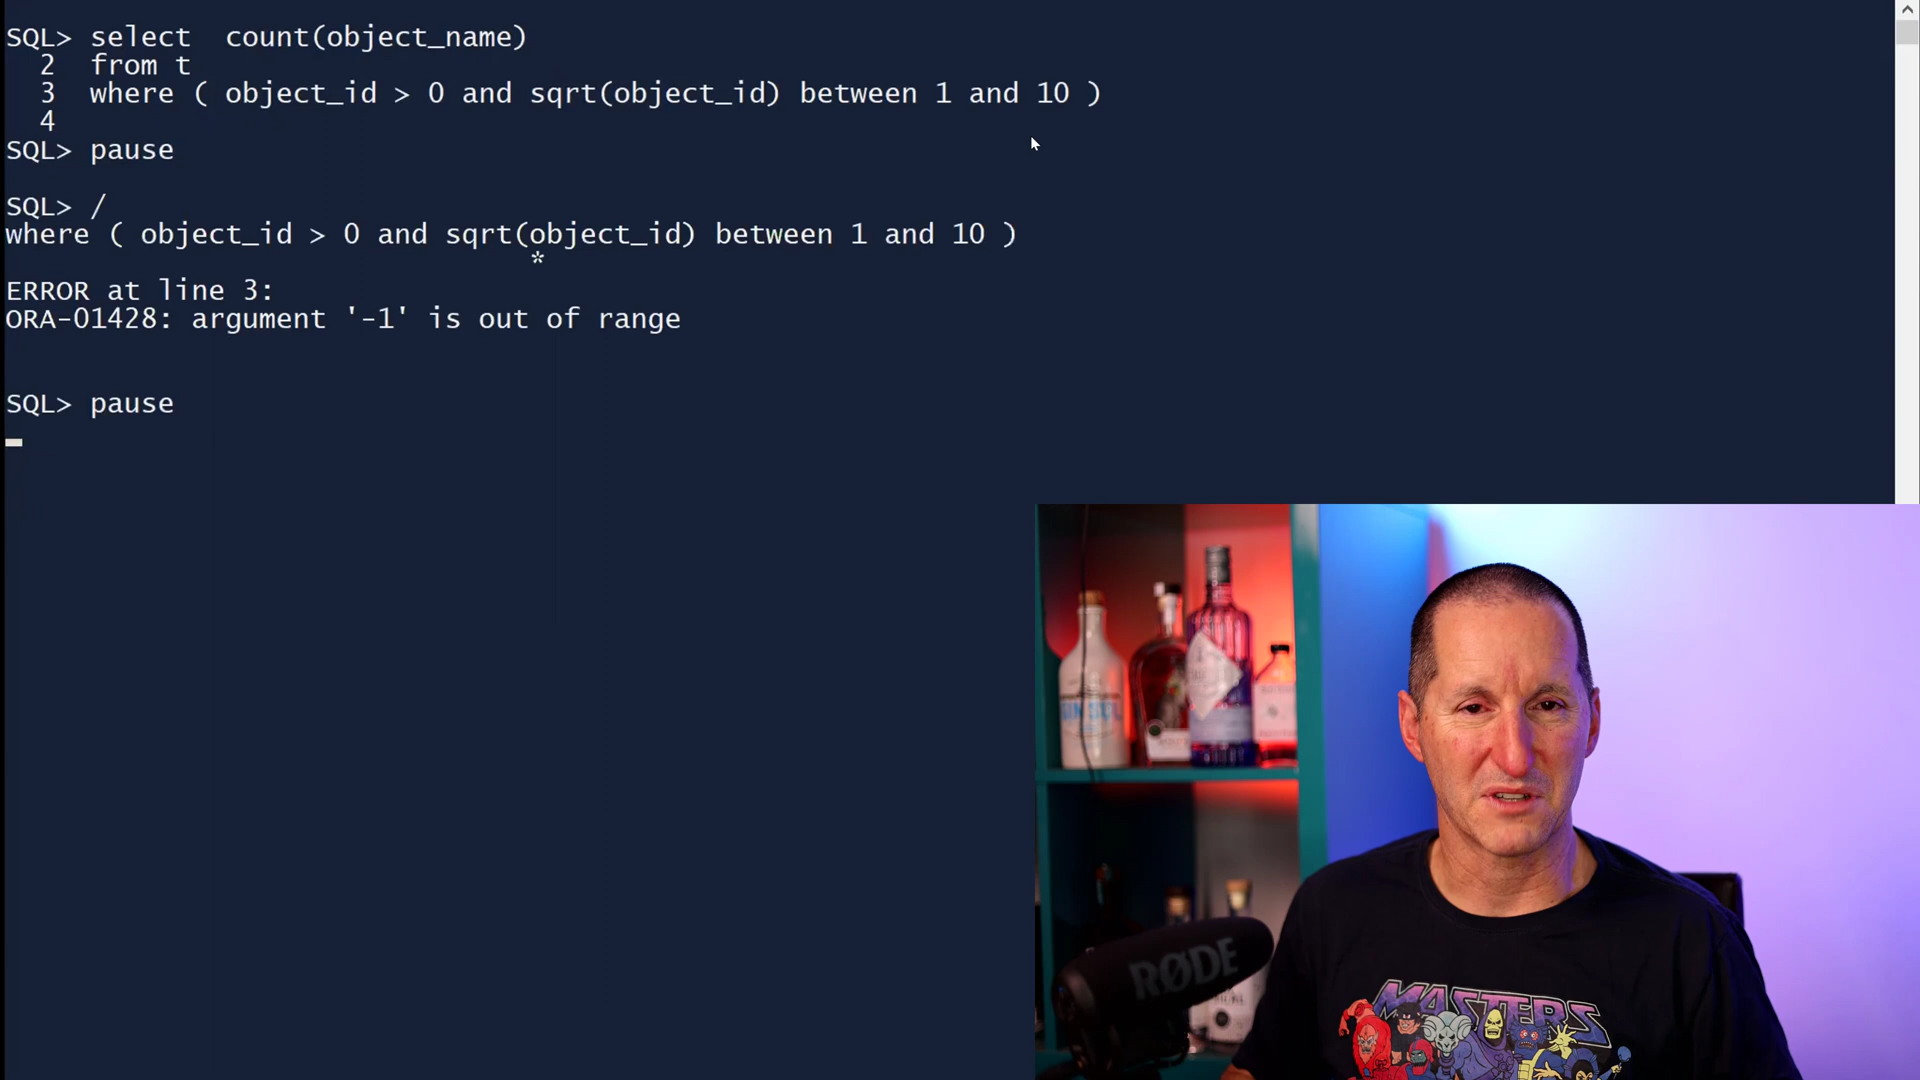 SQL> select  count(object_name)
  2  from t
  3  where ( object_id > 0 and sqrt(object_id) between 1 and 10 )
  4
SQL> pause
SQL> /
where ( object_id > 0 and sqrt(object_id) between 1 and 10 )
*
ERROR at line 3:
ORA-01428: argument '-1' is out of range
SQL> pause
RØDE
MASTERS